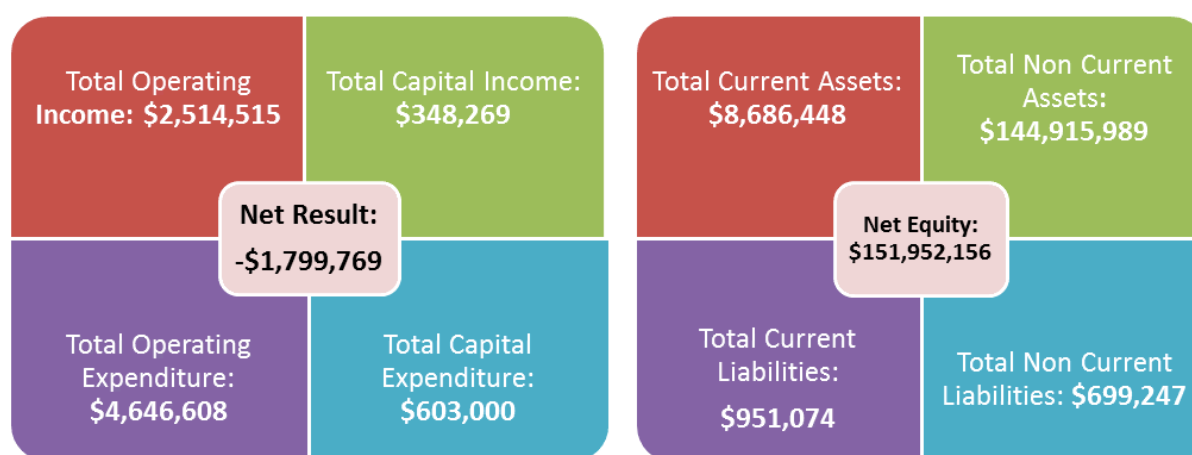 Total Operating
Income: $2,514,515
Total Capital Income:
$348,269
Net Result:
-$1,799,769
Total Operating
Expenditure:
$4,646,608
Total Capital
Expenditure:
$603,000
Total Current Assets:
$8,686,448
Total Non Current
Assets:
$144,915,989
Net Equity:
$151,952,156
Total Current
Liabilities:
$951,074
Total Non Current
Liabilities: $699,247